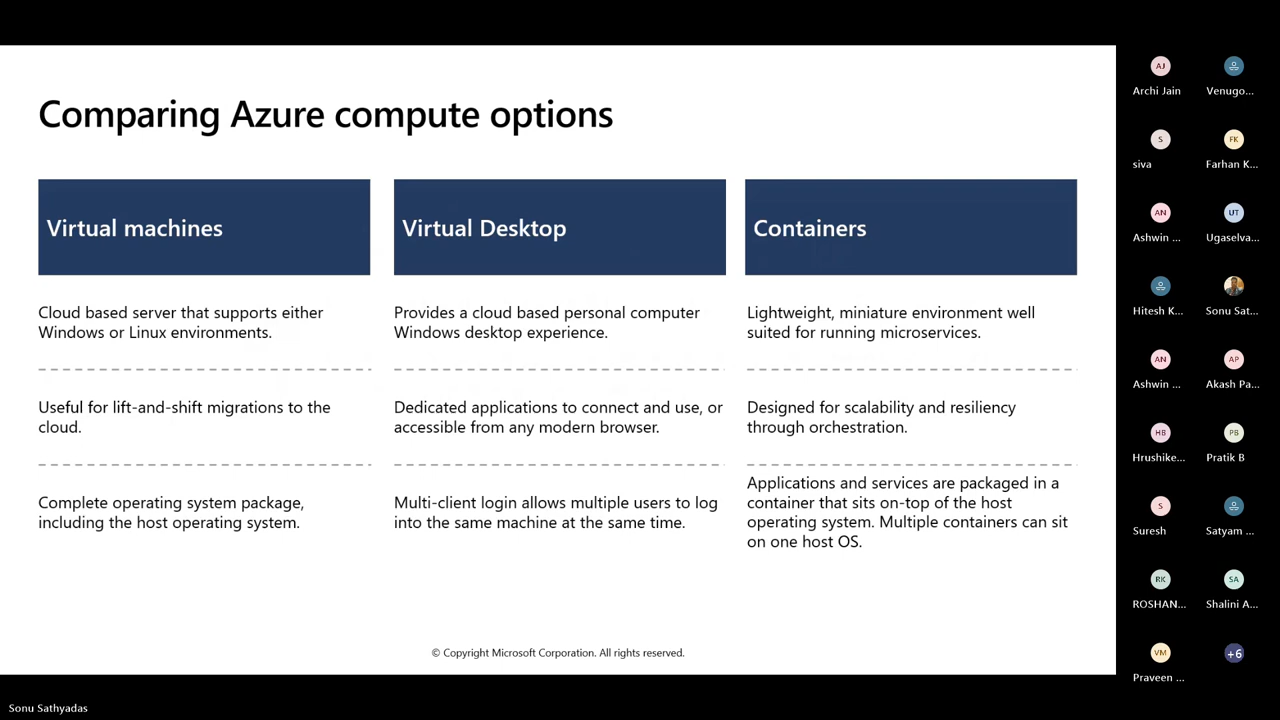 Comparing Azure compute options
Virtual machines
Cloud based server that supports either
Windows or Linux environments.
Useful for lift-and-shift migrations to the
cloud.
Complete operating system package,
including the host operating system.
Virtual Desktop
Provides a cloud based personal computer
Windows desktop experience.
Dedicated applications to connect and use, or
accessible from any modern browser.
Multi-client login allows multiple users to log
into the same machine at the same time.
Containers
Lightweight, miniature environment well
suited for running microservices.
Designed for scalability and resiliency
through orchestration.
Applications and services are packaged in a
container that sits on-top of the host
operating system. Multiple containers can sit
on one host OS.
© Copyright Microsoft Corporation. All rights reserved.
AJ
Archi Jain
Venugo...
S
siva
FK
Farhan K...
AN
Ashwin ...
UT
Ugaselva...
Hitesh K...
Sonu Sat...
AN
Ashwin ...
AP
Akash Pa...
HB
Hrushike...
PB
Pratik B
S
Suresh
Satyam ...
RK
ROSHAN...
SA
Shalini A...
VM
Praveen ...
+6
Sonu Sathyadas